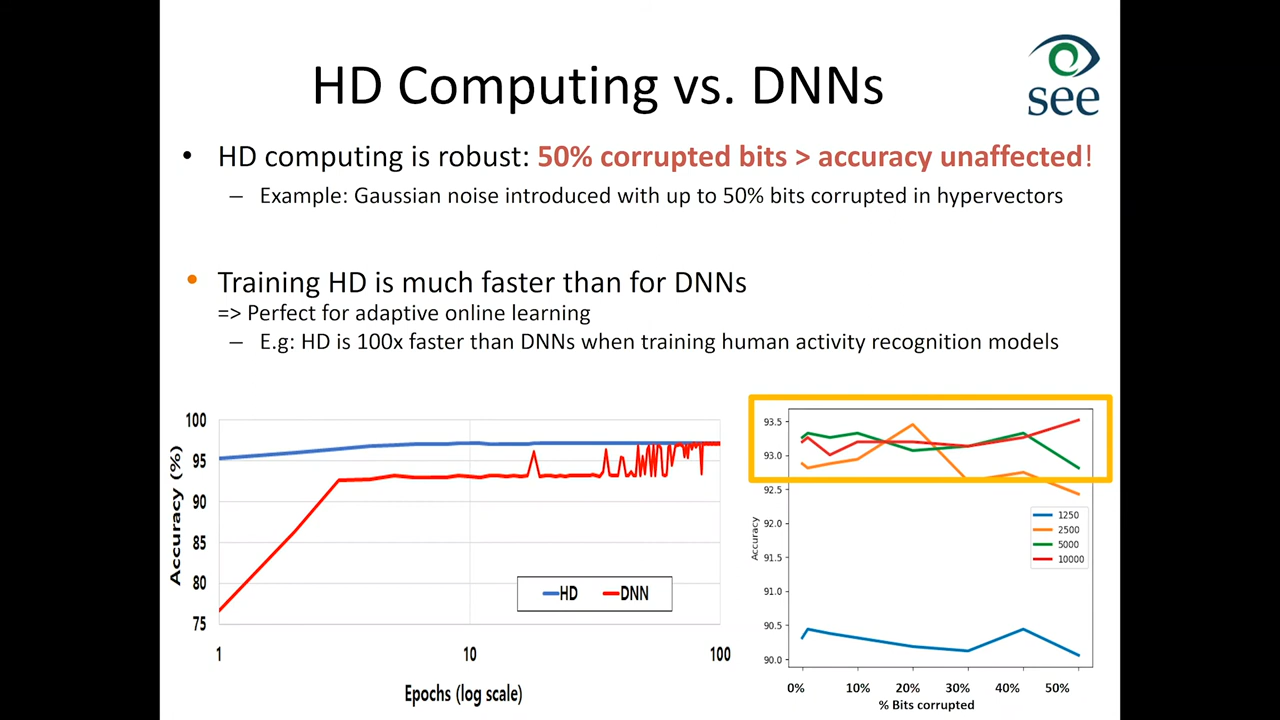 HD Computing vs. DNNs
see
• HD computing is robust: 50% corrupted bits > accuracy unaffected!
– Example: Gaussian noise introduced with up to 50% bits corrupted in hypervectors
• Training HD is much faster than for DNNs
=> Perfect for adaptive online learning
– E.g: HD is 100x faster than DNNs when training human activity recognition models
Accuracy (%)
100
95
90
85
80
75
HD DNN
1 10 100
Epochs (log scale)
Accuracy
93.5
93.0
92.5
92.0
91.5
91.0
90.5
90.0
1250
2500
5000
10000
0% 10% 20% 30% 40% 50%
% Bits corrupted